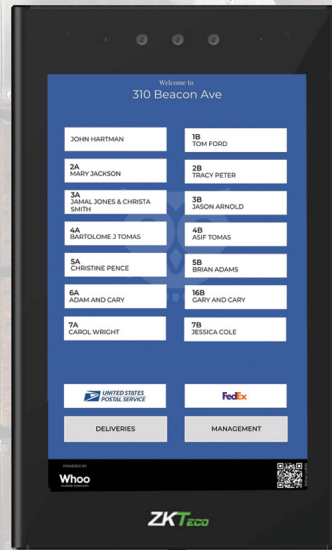 Welcome to
310 Beacon Ave
JOHN HARTMAN
1B
TOM FORD
2A
MARY JACKSON
2B
TRACY PETER
3A
JAMAL JONES & CHRISTA
SMITH
3B
JASON ARNOLD
4A
BARTOLOME J TOMAS
4B
ASIF TOMAS
5A
CHRISTINE PENCE
5B
BRIAN ADAMS
6A
ADAM AND CARY
16B
GARY AND CARY
7A
CAROL WRIGHT
7B
JESSICA COLE
UNITED STATES
POSTAL SERVICE
FedEx
DELIVERIES
MANAGEMENT
POWERED BY
Whoo
ZKTeco